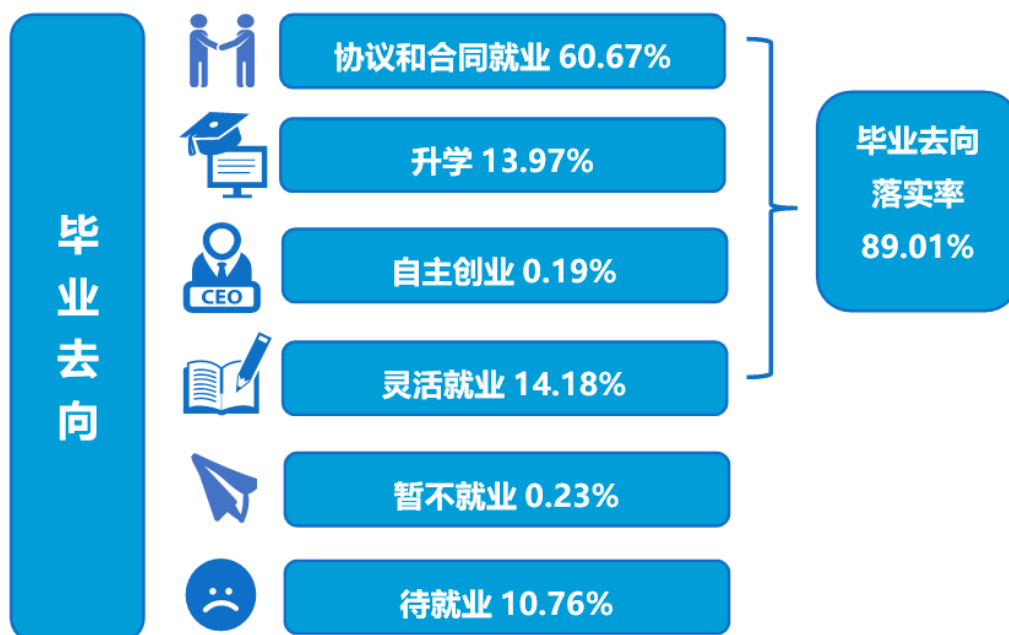 毕业去向
协议和合同就业 60.67%
升学 13.97%
自主创业 0.19%
CEO
灵活就业 14.18%
暂不就业 0.23%
待就业 10.76%
毕业去向
落实率
89.01%